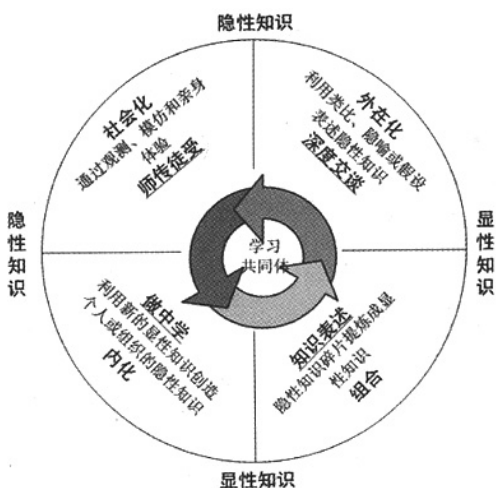 隐性知识
社会化
通过观测、模仿和亲身
体验
师传徒受
外在化
利用类比、隐喻或假设
表述隐性知识
深度交谈
隐性知识
学习
共同体
显性知识
做中学
利用新的显性知识创造
个人或组织的隐性知识
内化
知识表述
隐性知识碎片提炼成显
性知识
组合
显性知识